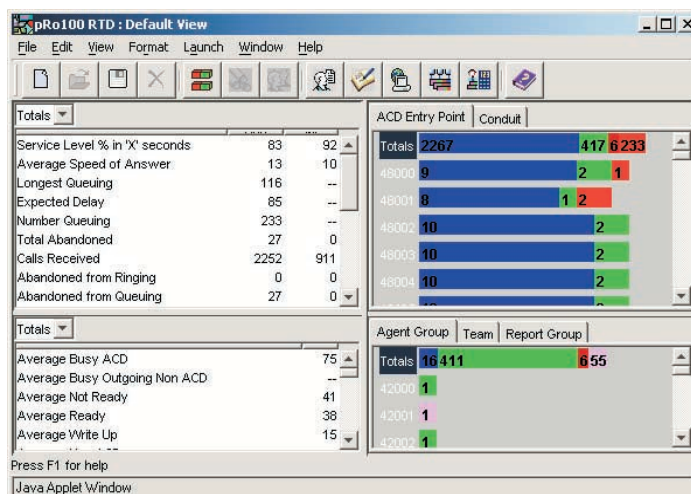 pRo100 RTD : Default View
File Edit View Format Launch Window Help
Totals
Service Level % in 'X' seconds 83 92
Average Speed of Answer 13 10
Longest Queuing 116 --
Expected Delay 85 --
Number Queuing 233 --
Total Abandoned 27 0
Calls Received 2252 911
Abandoned from Ringing 0 0
Abandoned from Queuing 27 0
ACD Entry Point Conduit
Totals 2267 417 6 233
48000 9 2 1
48001 8 1 2
48002 10 2
48003 10 2
48004 10 2
Totals
Average Busy ACD 75
Average Busy Outgoing Non ACD --
Average Not Ready 41
Average Ready 38
Average Write Up 15
Agent Group Team Report Group
Totals 16 411 6 55
42000 1
42001 1
42002 1
Press F1 for help
Java Applet Window